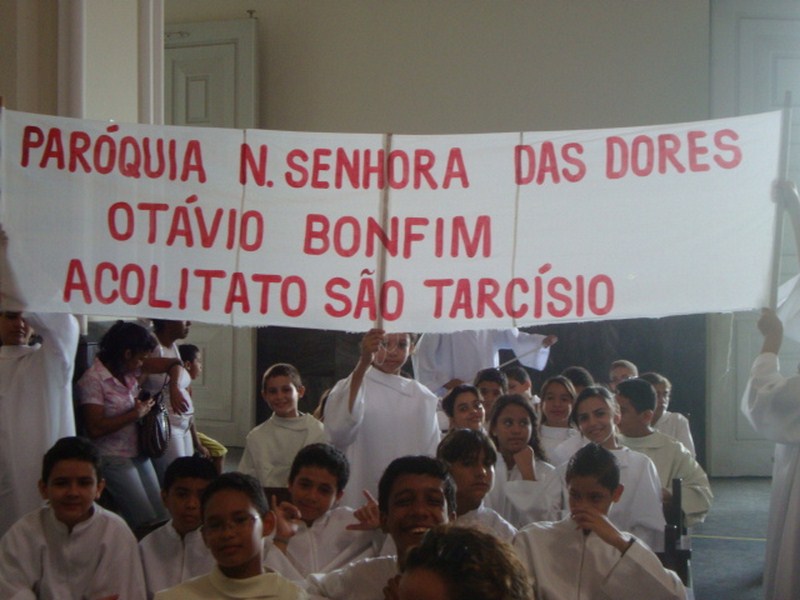 PARÓQUIA N. SENHORA DAS DORES
OTÁVIO BONFIM
ACOLITATO SÃO TARCÍSIO